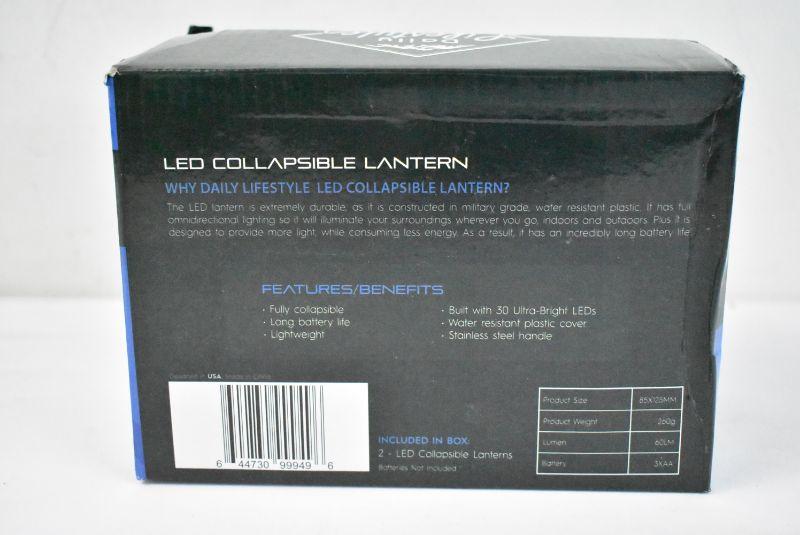 LED COLLAPSIBLE LANTERN
WHY DAILY LIFESTYLE LED COLLAPSIBLE LANTERN?
The LED lantern is extremely durable, as it is constructed in military grade, water resistant plastic. It has full
omnidirectional lighting so it will illuminate your surroundings wherever you go, indoors and outdoors. Plus it is
designed to provide more light, while consuming less energy. As a result, it has an incredibly long battery life.
FEATURES/BENEFITS
· Fully collapsible
· Long battery life
· Lightweight
· Built with 30 Ultra-Bright LEDs
· Water resistant plastic cover
· Stainless steel handle
Designed in USA. Made in China
6 44730 99949 6
INCLUDED IN BOX:
2 - LED Collapsible Lanterns
Batteries Not Included
Product Size 85X125MM
Product Weight 260g
Lumen 60LM
Battery 3XAA